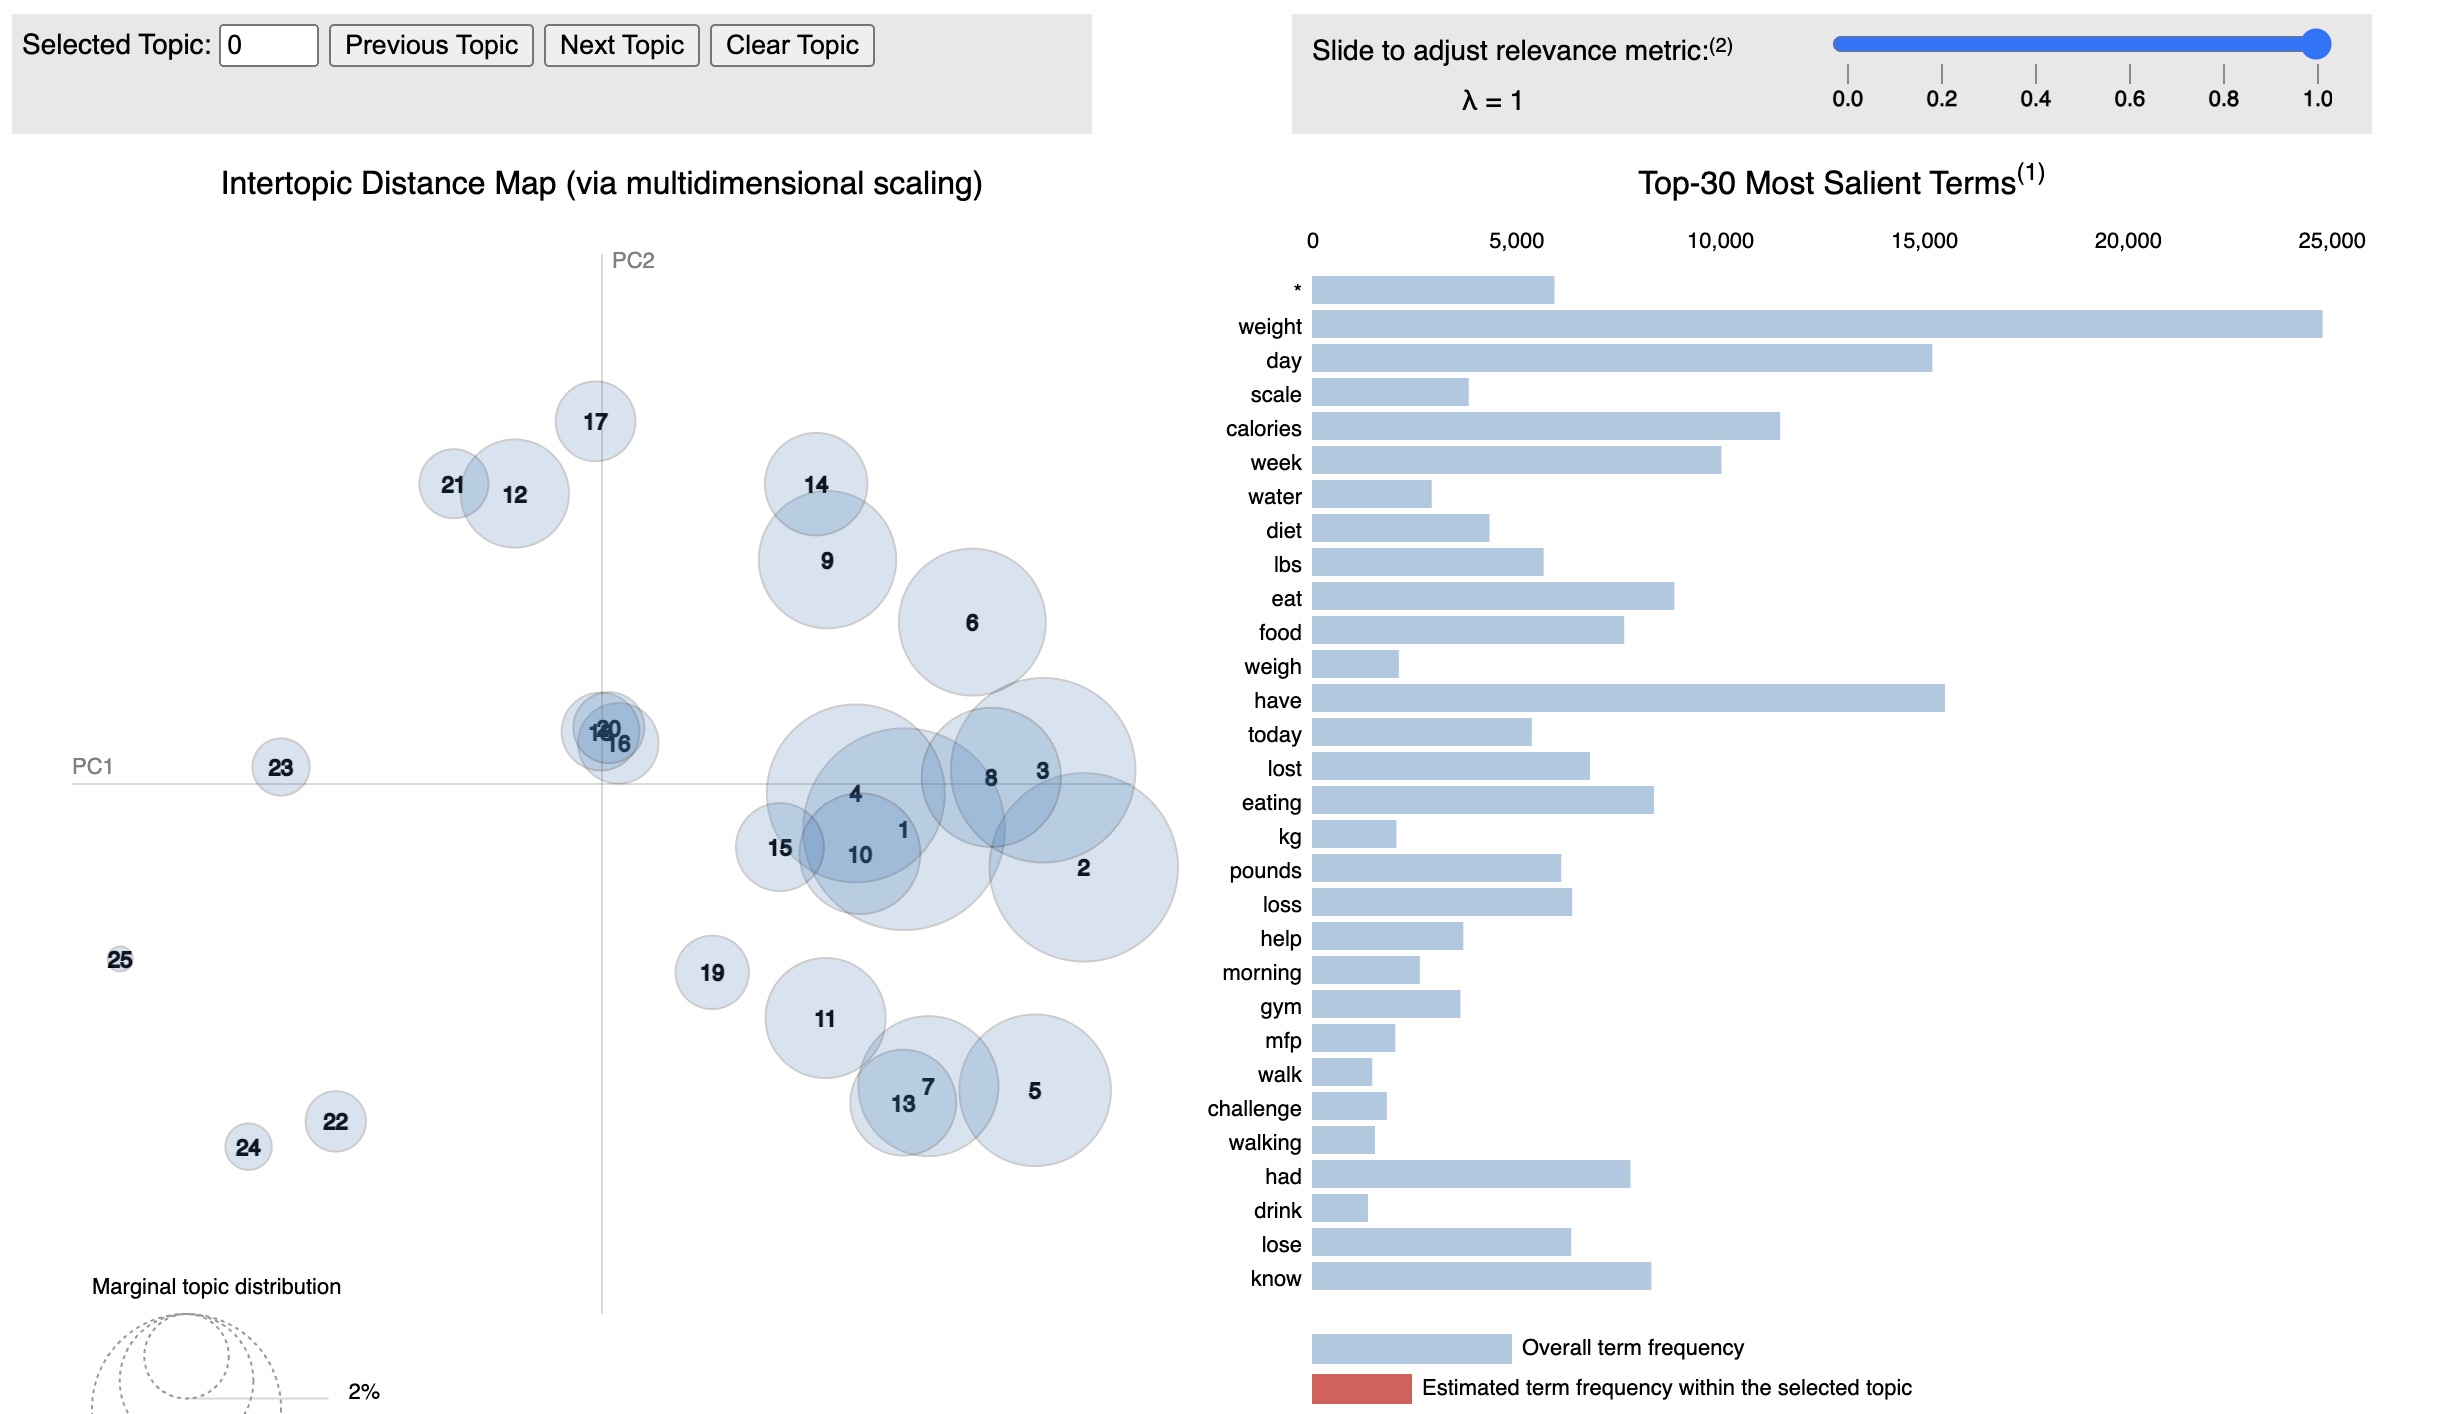 Selected Topic: 0 Previous Topic Next Topic Clear Topic
Slide to adjust relevance metric:(2)
λ = 1
0.0 0.2 0.4 0.6 0.8 1.0
Intertopic Distance Map (via multidimensional scaling)
PC2
PC1
17
21
12
14
9
6
20
16
23
4
8
3
1
15
10
2
25
19
11
7
13
5
22
24
Marginal topic distribution
2%
Top-30 Most Salient Terms(1)
0 5,000 10,000 15,000 20,000 25,000
*
weight
day
scale
calories
week
water
diet
lbs
eat
food
weigh
have
today
lost
eating
kg
pounds
loss
help
morning
gym
mfp
walk
challenge
walking
had
drink
lose
know
Overall term frequency
Estimated term frequency within the selected topic